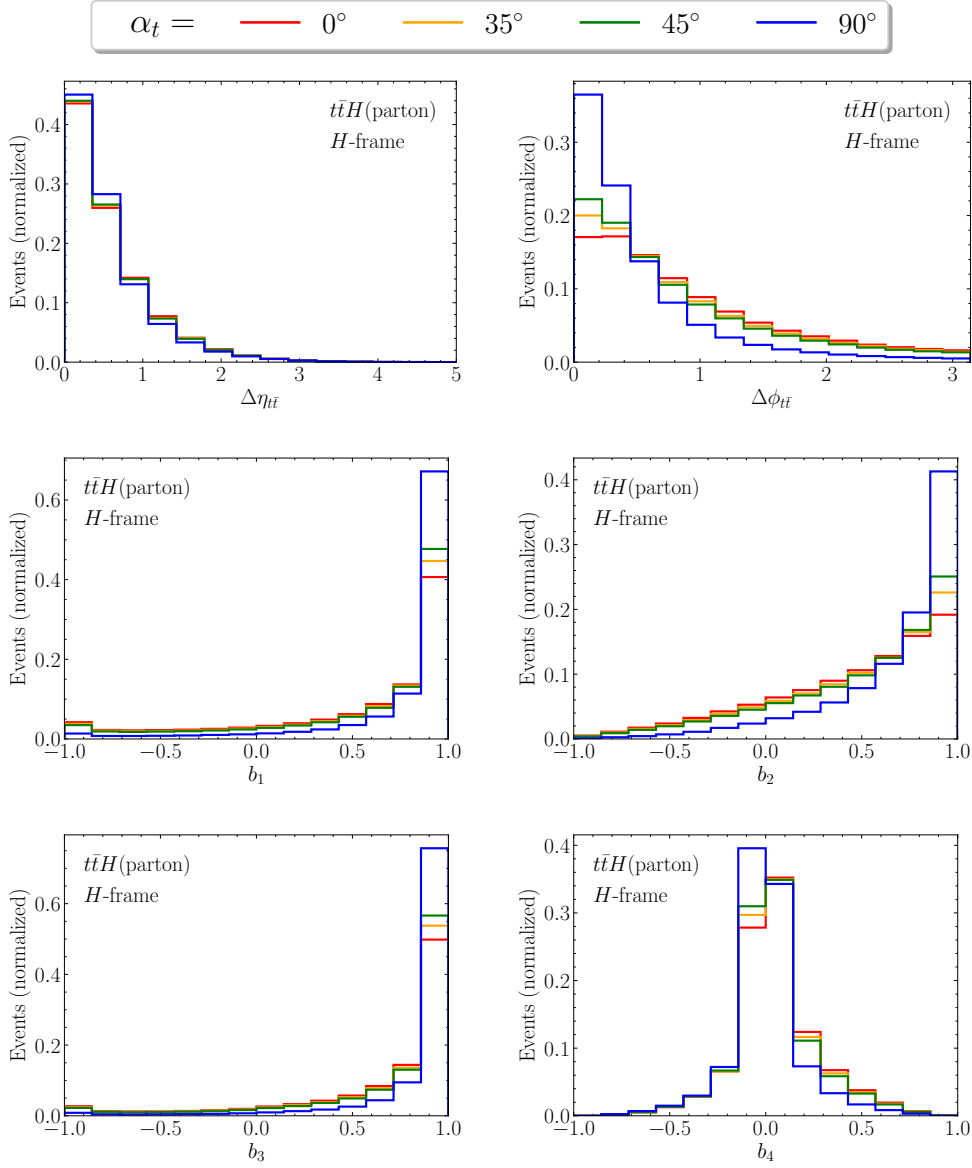 α_t = 0° 35° 45° 90°
Events (normalized)
0.4
0.3
0.2
0.1
0.0
tt̄H(parton)
H-frame
0 1 2 3 4 5
Δη_{tt̄}
Events (normalized)
0.3
0.2
0.1
0.0
tt̄H(parton)
H-frame
0 1 2 3
Δϕ_{tt̄}
Events (normalized)
0.6
0.4
0.2
0.0
tt̄H(parton)
H-frame
−1.0 −0.5 0.0 0.5 1.0
b_1
Events (normalized)
0.4
0.3
0.2
0.1
0.0
tt̄H(parton)
H-frame
−1.0 −0.5 0.0 0.5 1.0
b_2
Events (normalized)
0.6
0.4
0.2
0.0
tt̄H(parton)
H-frame
−1.0 −0.5 0.0 0.5 1.0
b_3
Events (normalized)
0.4
0.3
0.2
0.1
0.0
tt̄H(parton)
H-frame
−1.0 −0.5 0.0 0.5 1.0
b_4